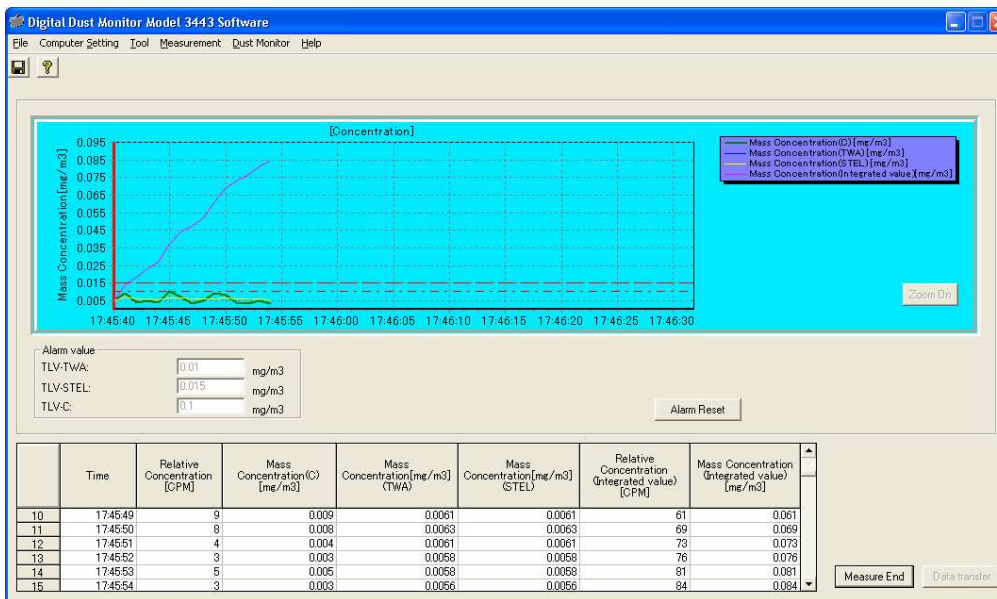 Digital Dust Monitor Model 3443 Software
File Computer Setting Tool Measurement Dust Monitor Help
[Concentration]
Mass Concentration[mg/m3]
0.095
0.085
0.075
0.065
0.055
0.045
0.035
0.025
0.015
0.005
17:45:40 17:45:45 17:45:50 17:45:55 17:46:00 17:46:05 17:46:10 17:46:15 17:46:20 17:46:25 17:46:30
Mass Concentration(C)[mg/m3]
Mass Concentration(TWA)[mg/m3]
Mass Concentration(STEL)[mg/m3]
Mass Concentration(Integrated value)[mg/m3]
Zoom On
Alarm value
TLV-TWA: 0.01 mg/m3
TLV-STEL: 0.015 mg/m3
TLV-C: 0.1 mg/m3
Alarm Reset
Time
Relative
Concentration
[CPM]
Mass
Concentration(C)
[mg/m3]
Mass
Concentration[mg/m3]
(TWA)
Mass
Concentration[mg/m3]
(STEL)
Relative
Concentration
(Integrated value)
[CPM]
Mass Concentration
(Integrated value)
[mg/m3]
10 17:45:49 9 0.009 0.0061 0.0061 61 0.061
11 17:45:50 8 0.008 0.0063 0.0063 69 0.069
12 17:45:51 4 0.004 0.0061 0.0061 73 0.073
13 17:45:52 3 0.003 0.0058 0.0058 76 0.076
14 17:45:53 5 0.005 0.0058 0.0058 81 0.081
15 17:45:54 3 0.003 0.0056 0.0056 84 0.084
Measure End
Data transfer